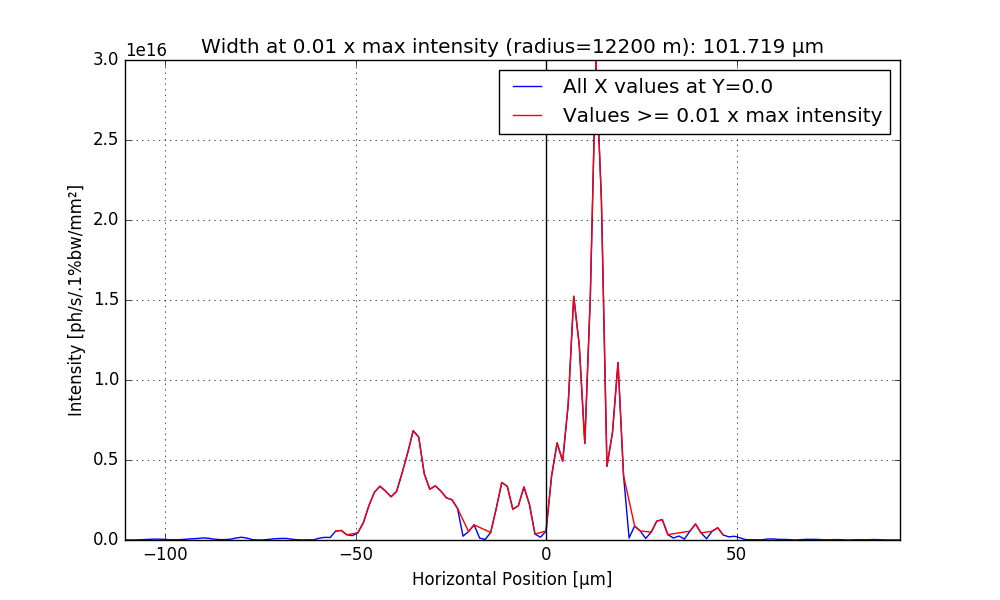 Width at 0.01 x max intensity (radius=12200 m): 101.719 µm
1e16
All X values at Y=0.0
Values >= 0.01 x max intensity
3.0
2.5
2.0
1.5
1.0
0.5
0.0
Intensity [ph/s/.1%bw/mm²]
−100 −50 0 50
Horizontal Position [µm]